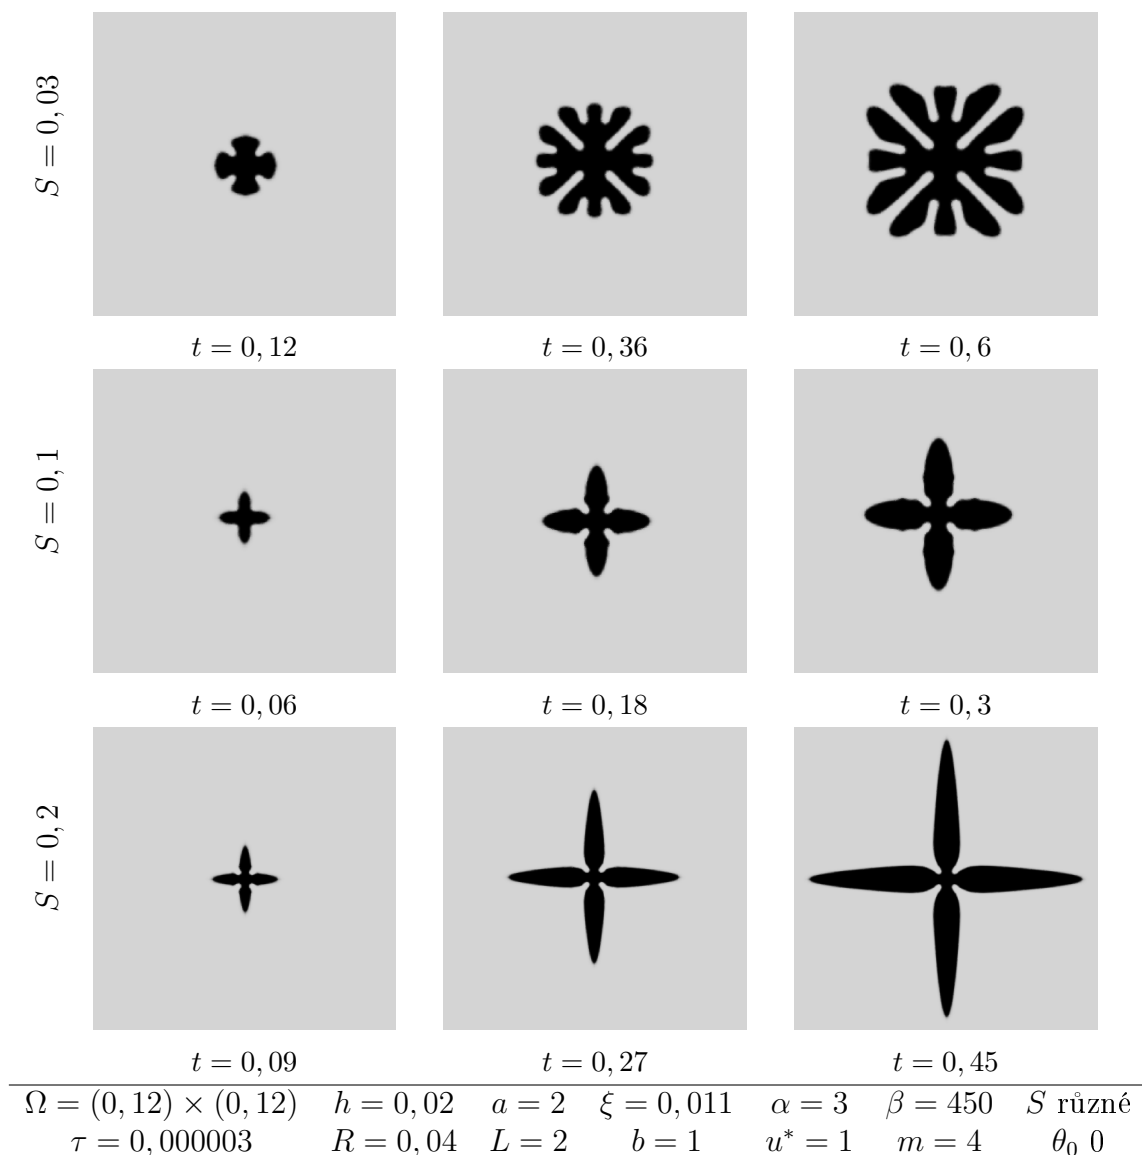 S = 0, 03
t = 0, 12
t = 0, 36
t = 0, 6
S = 0, 1
t = 0, 06
t = 0, 18
t = 0, 3
S = 0, 2
t = 0, 09
t = 0, 27
t = 0, 45
Ω = (0, 12) × (0, 12) h = 0, 02 a = 2 ξ = 0, 011 α = 3 β = 450 S různé
τ = 0, 000003 R = 0, 04 L = 2 b = 1 u* = 1 m = 4 θ₀ 0